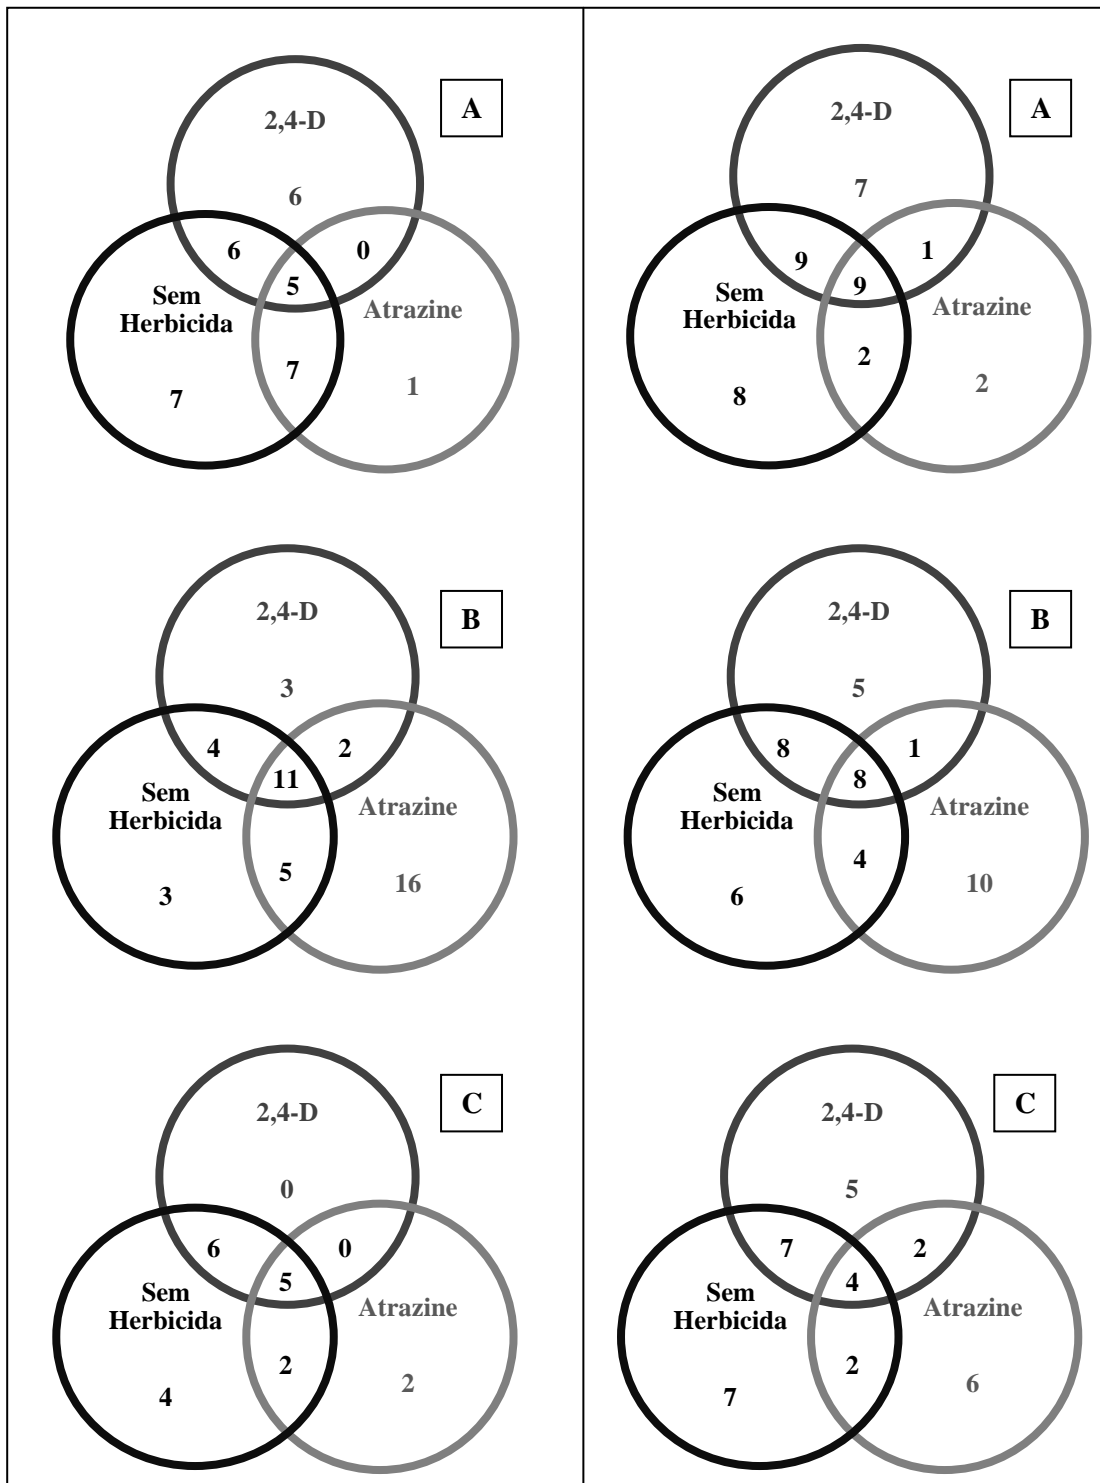 2,4-D
A
6
6
0
5
Sem
Herbicida
Atrazine
7
7
1
2,4-D
A
7
9
1
9
Sem
Herbicida
Atrazine
2
8
2
2,4-D
B
3
4
2
11
Sem
Herbicida
Atrazine
5
3
16
2,4-D
B
5
8
1
8
Sem
Herbicida
Atrazine
4
6
10
2,4-D
C
0
6
0
5
Sem
Herbicida
Atrazine
2
4
2
2,4-D
C
5
7
2
4
Sem
Herbicida
Atrazine
2
7
6